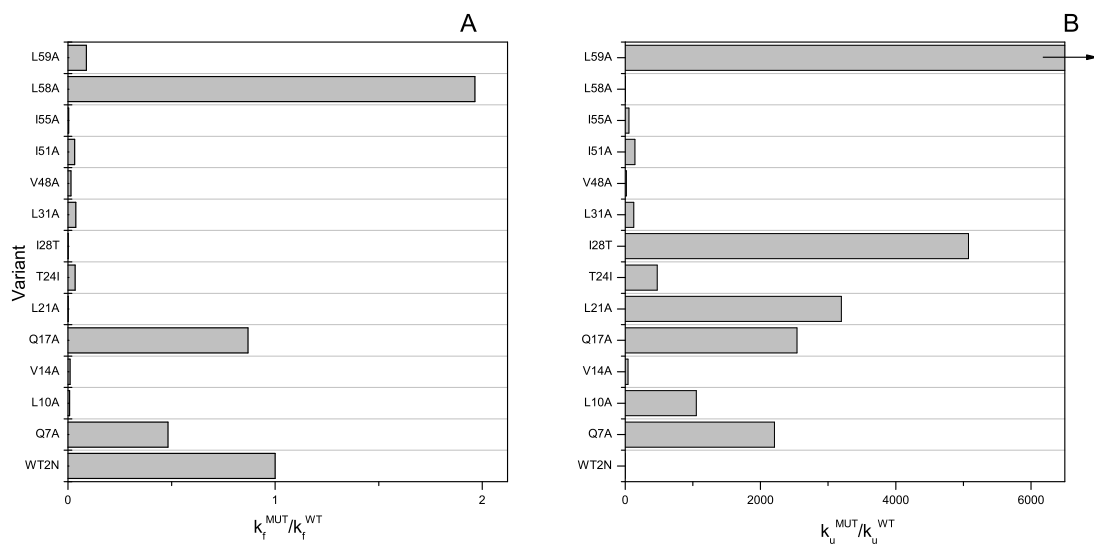 A
Variant
L59A
L58A
I55A
I51A
V48A
L31A
I28T
T24I
L21A
Q17A
V14A
L10A
Q7A
WT2N
0 1 2
k_f^MUT/k_f^WT
B
L59A
L58A
I55A
I51A
V48A
L31A
I28T
T24I
L21A
Q17A
V14A
L10A
Q7A
WT2N
0 2000 4000 6000
k_u^MUT/k_u^WT